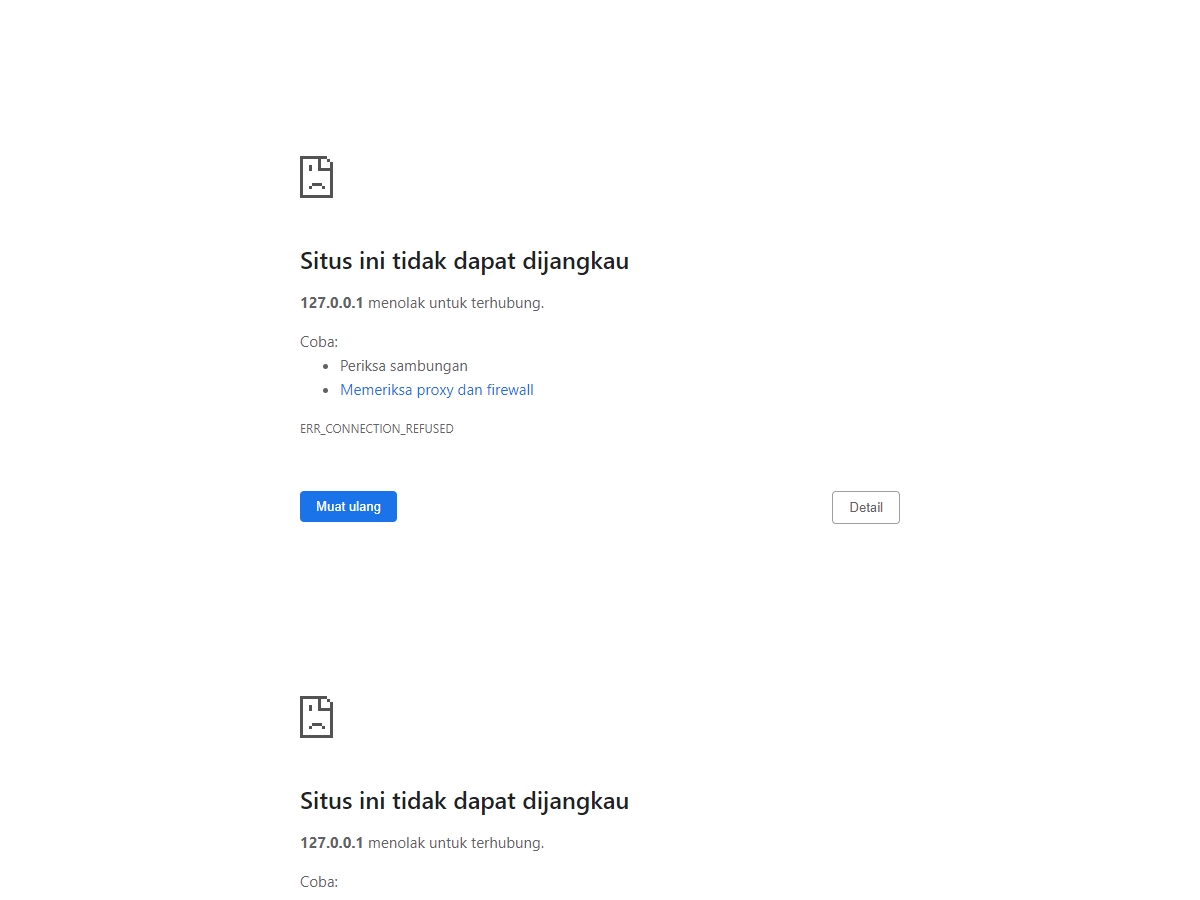 Situs ini tidak dapat dijangkau
127.0.0.1 menolak untuk terhubung.
Coba:
Periksa sambungan
Memeriksa proxy dan firewall
ERR_CONNECTION_REFUSED
Muat ulang
Detail
Situs ini tidak dapat dijangkau
127.0.0.1 menolak untuk terhubung.
Coba: